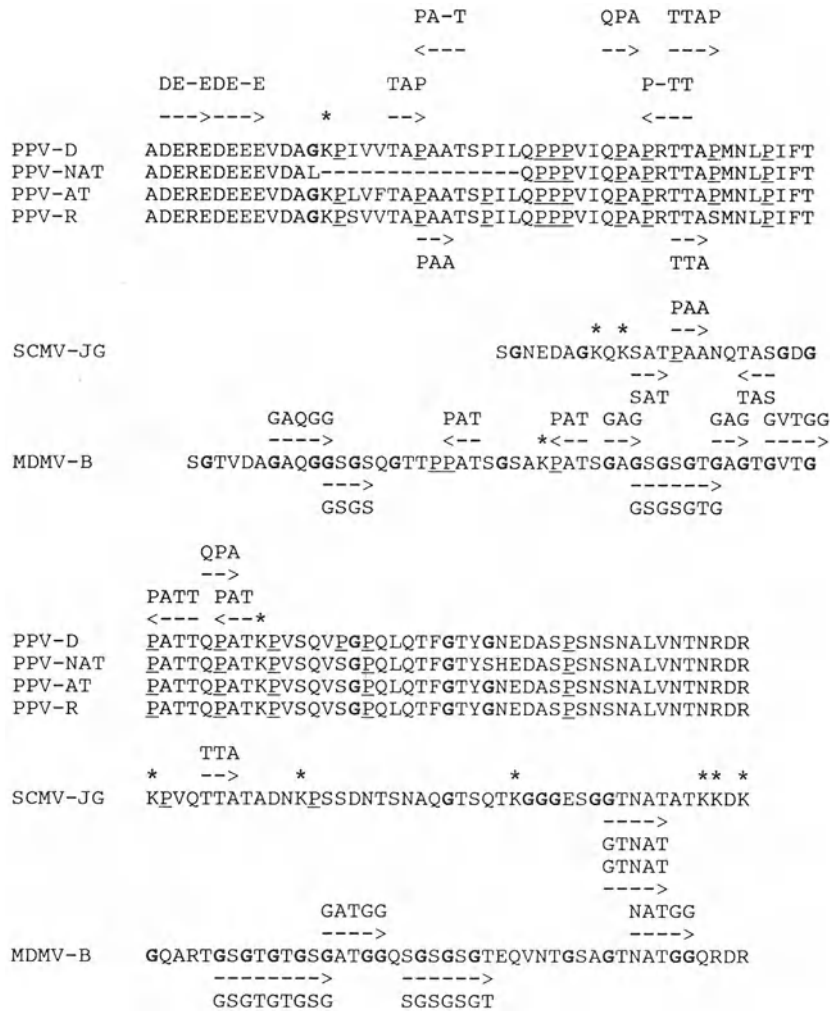 PA-T QPA TTAP
<--- --> --->
DE-EDE-E TAP P-TT
--->---> * --> <---
PPV-D ADEREDEEEVDAGKPIVVTAPAATSPILQPPPVIQPAPRTTAPMNLPIFT
PPV-NAT ADEREDEEEVDAL---------------QPPPVIQPAPRTTAPMNLPIFT
PPV-AT ADEREDEEEVDAGKPLVFTAPAATSPILQPPPVIQPAPRTTAPMNLPIFT
PPV-R ADEREDEEEVDAGKPSVVTAPAATSPILQPPPVIQPAPRTTASMNLPIFT
--> -->
PAA TTA
PAA
* * -->
SCMV-JG SGNEDAGKQKSATPAANQTASGDG
--> <--
SAT TAS
GAQGG PAT PAT GAG GAG GVTGG
----> <-- *<-- --> --> ---->
MDMV-B SGTVDAGAQGGSGSQGTTPPATSGSAKPATSGAGSGSGTGAGTGVTG
---> ------>
GSGS GSGSGTG
QPA
-->
PATT PAT
<--- <--*
PPV-D PATTQPATKPVSQVPGPQLQTFGTYGNEDASPSNSNALVNTNRDR
PPV-NAT PATTQPATKPVSQVSGPQLQTFGTYSHEDASPSNSNALVNTNRDR
PPV-AT PATTQPATKPVSQVSGPQLQTFGTYGNEDASPSNSNALVNTNRDR
PPV-R PATTQPATKPVSQVSGPQLQTFGTYGNEDASPSNSNALVNTNRDR
TTA
* --> * * ** *
SCMV-JG KPVQTTATADNKPSSDNTSNAQGTSQTKGGGESGGTNATATKKDK
---->
GTNAT
GTNAT
---->
GATGG NATGG
----> ---->
MDMV-B GQARTGSGTGTGSGATGGQSGSGSGTEQVNTGSAGTNATGGQRDR
--------> ------>
GSGTGTGSG SGSGSGT